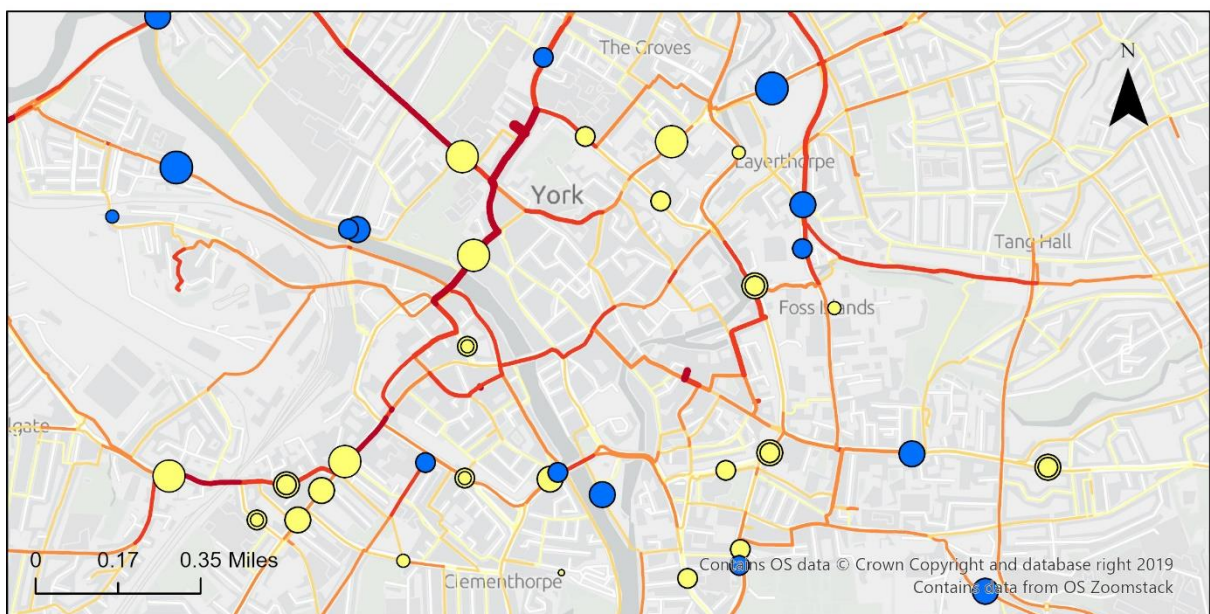 The Groves
N
Layerthorpe
York
Tang Hall
Foss Islands
lgate
0 0.17 0.35 Miles
Clementhorpe
Contains OS data © Crown Copyright and database right 2019
Contains data from OS Zoomstack